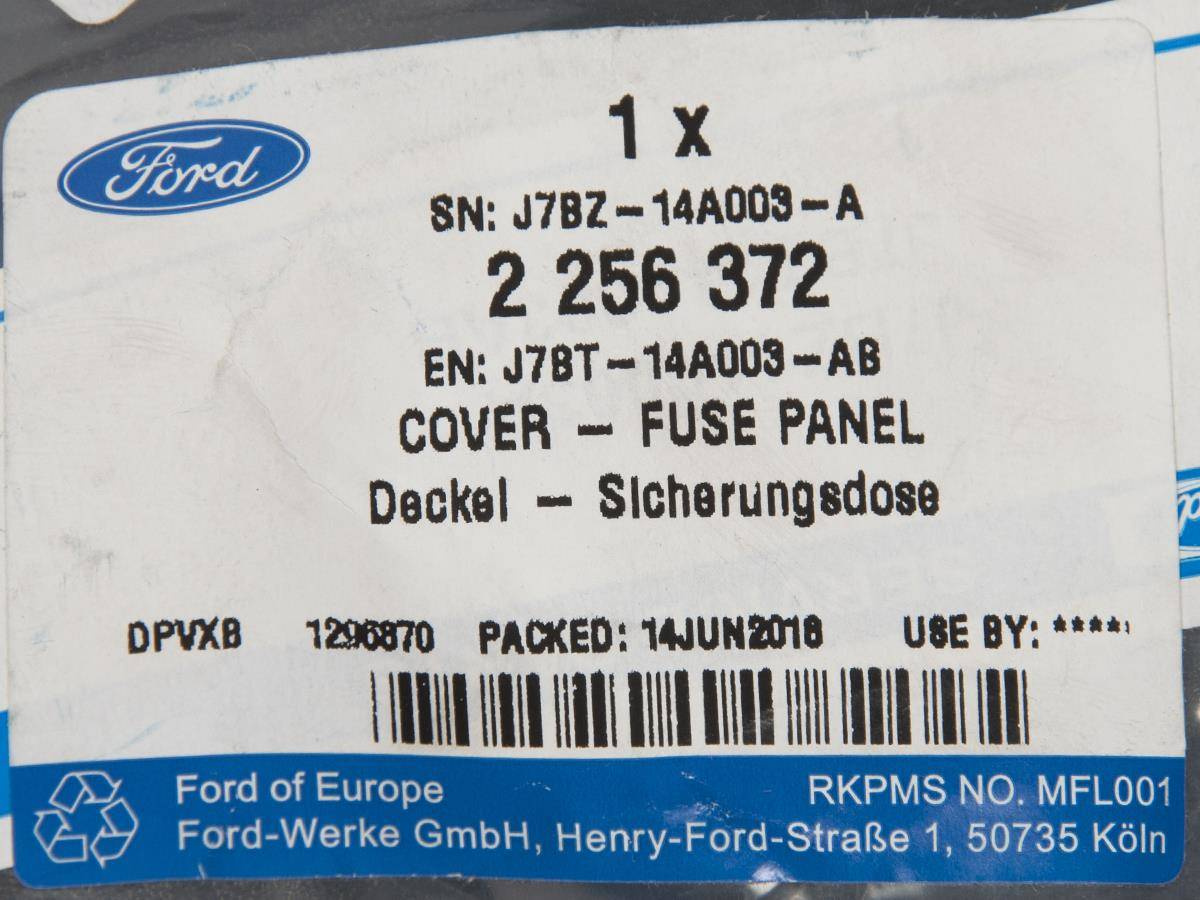 Ford
1 x
SN: J7BZ-14A003-A
2 256 372
EN: J7BT-14A003-AB
COVER - FUSE PANEL
Deckel - Sicherungsdose
DPVXB 1296870 PACKED: 14JUN2018 USE BY: ****
Ford of Europe RKPMS NO. MFL001
Ford-Werke GmbH, Henry-Ford-Straße 1, 50735 Köln